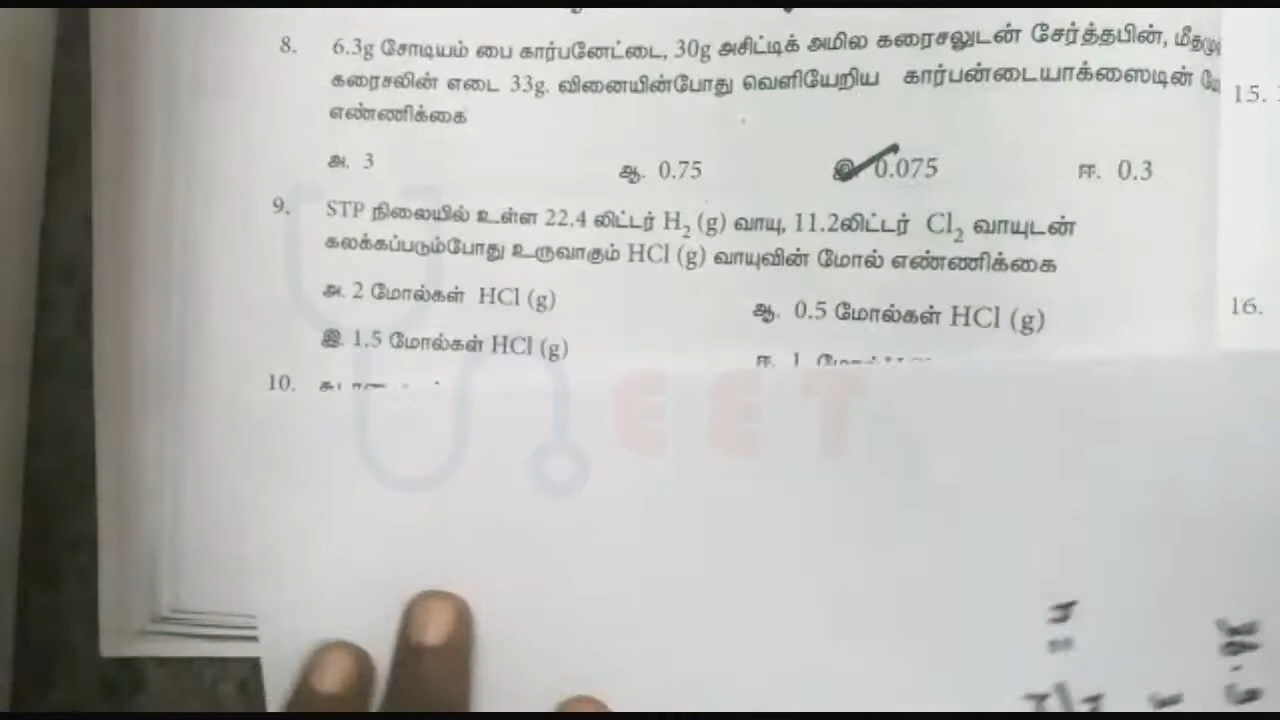 8. 6.3g சோடியம் பை கார்பனேட்டை, 30g அசிட்டிக் அமில கரைசலுடன் சேர்த்தபின்,
கரைசலின் எடை 33g. வினையின்போது வெளியேறிய கார்பன்டையாக்ஸைடின்
15.
எண்ணிக்கை
அ. 3 ஆ. 0.75 இ. 0.075 ஈ. 0.3
9. STP நிலையில் உள்ள 22.4 லிட்டர் H₂ (g) வாயு, 11.2லிட்டர் Cl₂ வாயுடன்
கலக்கப்படும்போது உருவாகும் HCl (g) வாயுவின் மோல் எண்ணிக்கை
அ. 2 மோல்கள் HCl (g) ஆ. 0.5 மோல்கள் HCl (g)
16.
இ. 1.5 மோல்கள் HCl (g) ஈ. 1
10.
EET